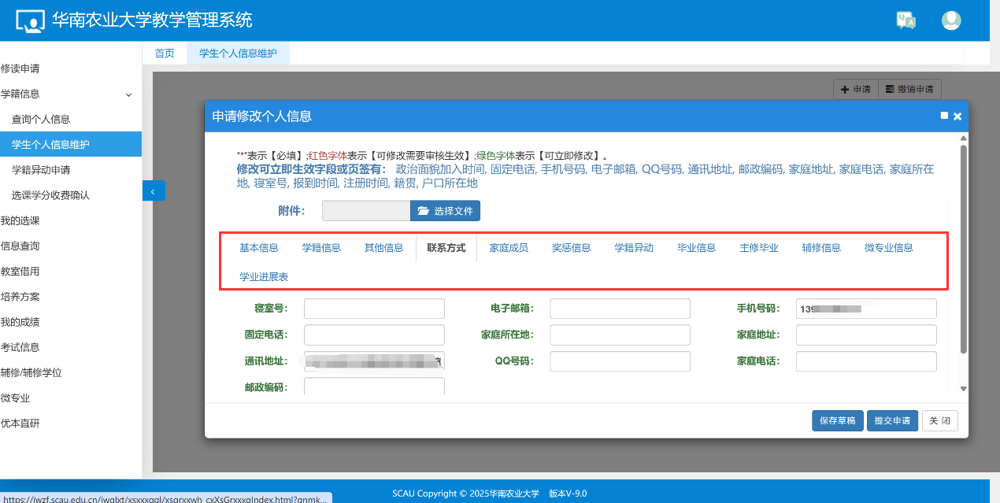 华南农业大学教学管理系统
首页
学生个人信息维护
修读申请
学籍信息
查询个人信息
学生个人信息维护
学籍异动申请
选课学分收费确认
我的选课
信息查询
教室借用
培养方案
我的成绩
考试信息
辅修/辅修学位
微专业
优本直研
申请
撤销申请
申请修改个人信息
"*"表示【必填】;红色字体表示【可修改需要审核生效】;绿色字体表示【可立即修改】。
修改可立即生效字段或页签有： 政治面貌加入时间, 固定电话, 手机号码, 电子邮箱, QQ号码, 通讯地址, 邮政编码, 家庭地址, 家庭电话, 家庭所在
地, 寝室号, 报到时间, 注册时间, 籍贯, 户口所在地
附件：
选择文件
基本信息 学籍信息 其他信息 联系方式 家庭成员 奖惩信息 学籍异动 毕业信息 主修毕业 辅修信息 微专业信息
学业进展表
寝室号： 电子邮箱： 手机号码： 139
固定电话： 家庭所在地： 家庭地址：
通讯地址： QQ号码： 家庭电话：
邮政编码：
保存草稿 提交申请 关 闭
SCAU Copyright © 2025华南农业大学 版本V-9.0
https://jwzf.scau.edu.cn/jwglxt/xsxxxggl/xsgrxxwh_cxXsGrxxxgIndex.html?gnmk...